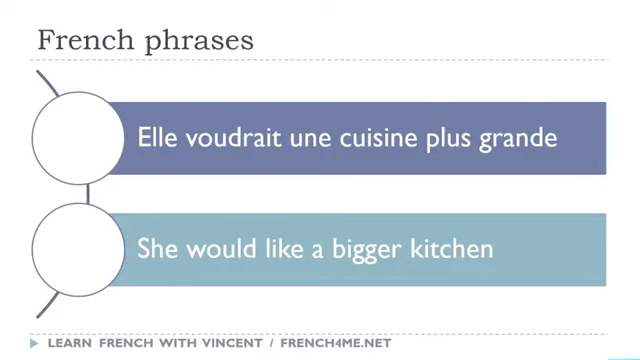 French phrases
Elle voudrait une cuisine plus grande
She would like a bigger kitchen
LEARN FRENCH WITH VINCENT / FRENCH4ME.NET